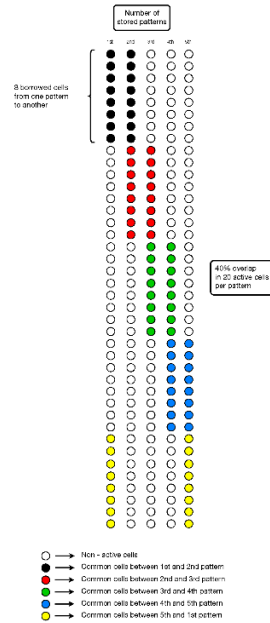 Number of
stored patterns
1st 2nd 3rd 4th 5th
8 borrowed cells
from one pattern
to another
40% overlap
in 20 active cells
per pattern
Non - active cells
Common cells between 1st and 2nd pattern
Common cells between 2nd and 3rd pattern
Common cells between 3rd and 4th pattern
Common cells between 4th and 5th pattern
Common cells between 5th and 1st pattern